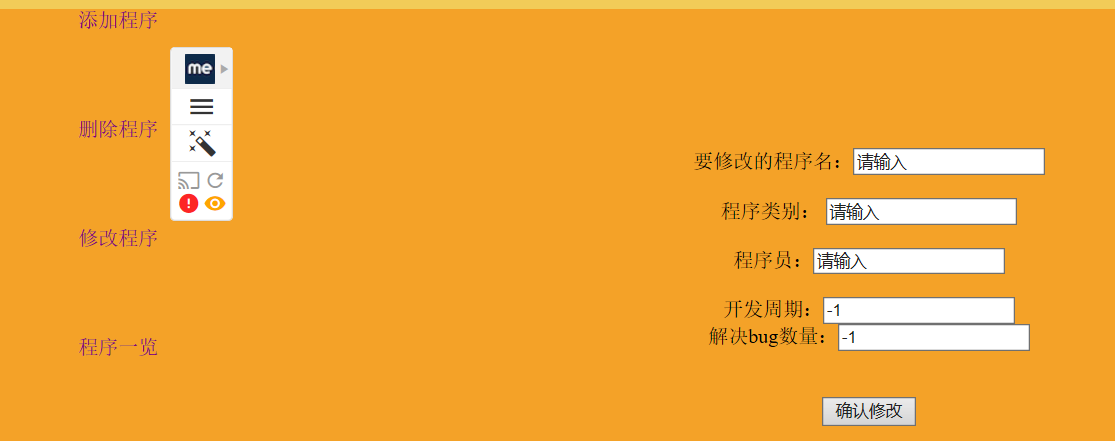 添加程序
me
删除程序
修改程序
程序一览
要修改的程序名：请输入
程序类别：请输入
程序员：请输入
开发周期：-1
解决bug数量：-1
确认修改